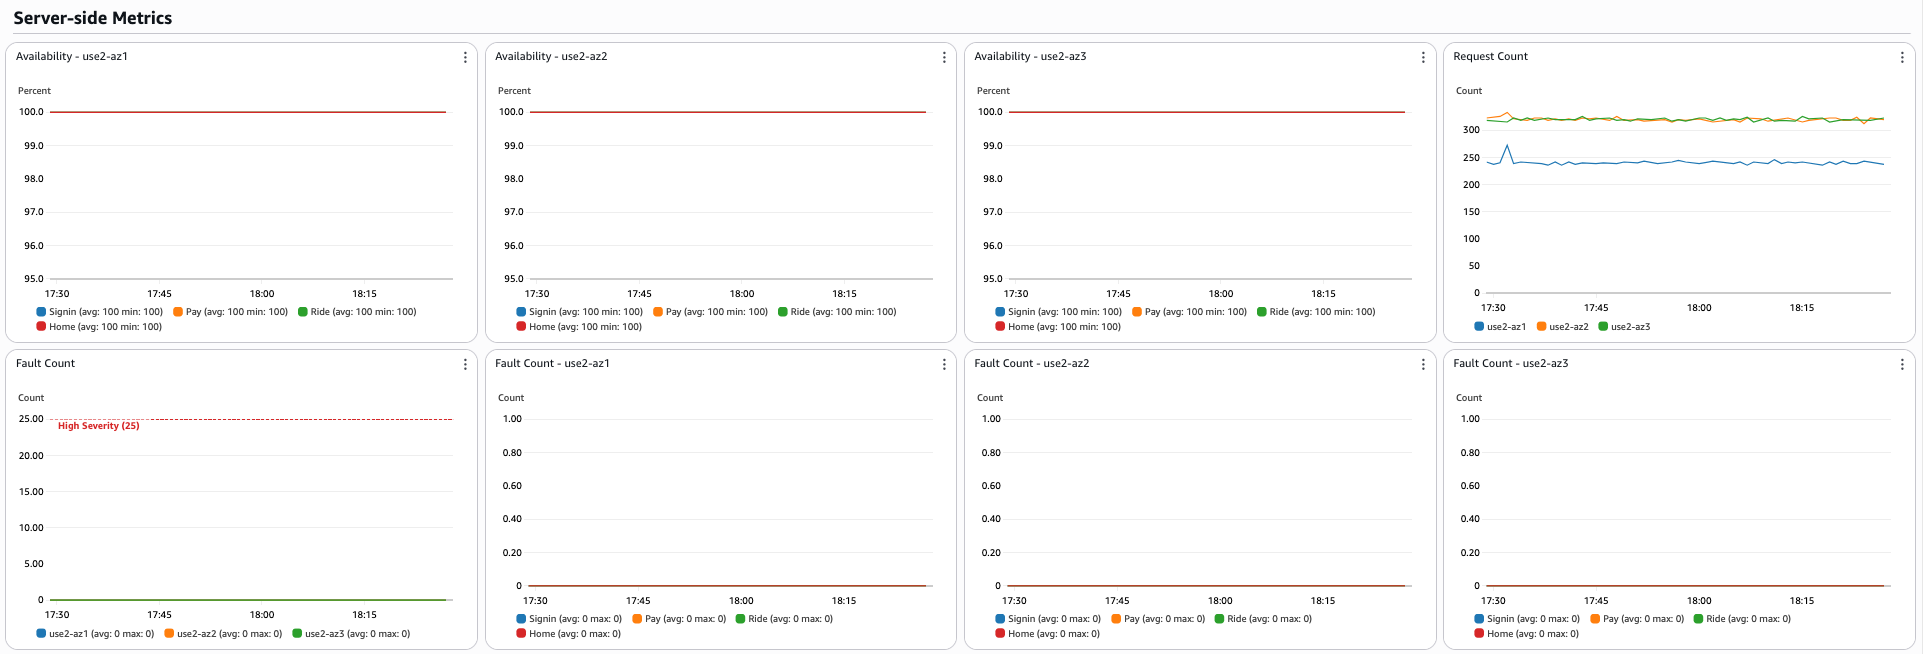 Server-side Metrics
Availability - use2-az1
Percent
100.0
99.0
98.0
97.0
96.0
95.0
17:30 17:45 18:00 18:15
Signin (avg: 100 min: 100) Pay (avg: 100 min: 100) Ride (avg: 100 min: 100)
Home (avg: 100 min: 100)
Availability - use2-az2
Percent
100.0
99.0
98.0
97.0
96.0
95.0
17:30 17:45 18:00 18:15
Signin (avg: 100 min: 100) Pay (avg: 100 min: 100) Ride (avg: 100 min: 100)
Home (avg: 100 min: 100)
Availability - use2-az3
Percent
100.0
99.0
98.0
97.0
96.0
95.0
17:30 17:45 18:00 18:15
Signin (avg: 100 min: 100) Pay (avg: 100 min: 100) Ride (avg: 100 min: 100)
Home (avg: 100 min: 100)
Request Count
Count
300
250
200
150
100
50
0
17:30 17:45 18:00 18:15
use2-az1 use2-az2 use2-az3
Fault Count
Count
25.00
High Severity (25)
20.00
15.00
10.00
5.00
0
17:30 17:45 18:00 18:15
use2-az1 (avg: 0 max: 0) use2-az2 (avg: 0 max: 0) use2-az3 (avg: 0 max: 0)
Fault Count - use2-az1
Count
1.00
0.80
0.60
0.40
0.20
0
17:30 17:45 18:00 18:15
Signin (avg: 0 max: 0) Pay (avg: 0 max: 0) Ride (avg: 0 max: 0)
Home (avg: 0 max: 0)
Fault Count - use2-az2
Count
1.00
0.80
0.60
0.40
0.20
0
17:30 17:45 18:00 18:15
Signin (avg: 0 max: 0) Pay (avg: 0 max: 0) Ride (avg: 0 max: 0)
Home (avg: 0 max: 0)
Fault Count - use2-az3
Count
1.00
0.80
0.60
0.40
0.20
0
17:30 17:45 18:00 18:15
Signin (avg: 0 max: 0) Pay (avg: 0 max: 0) Ride (avg: 0 max: 0)
Home (avg: 0 max: 0)